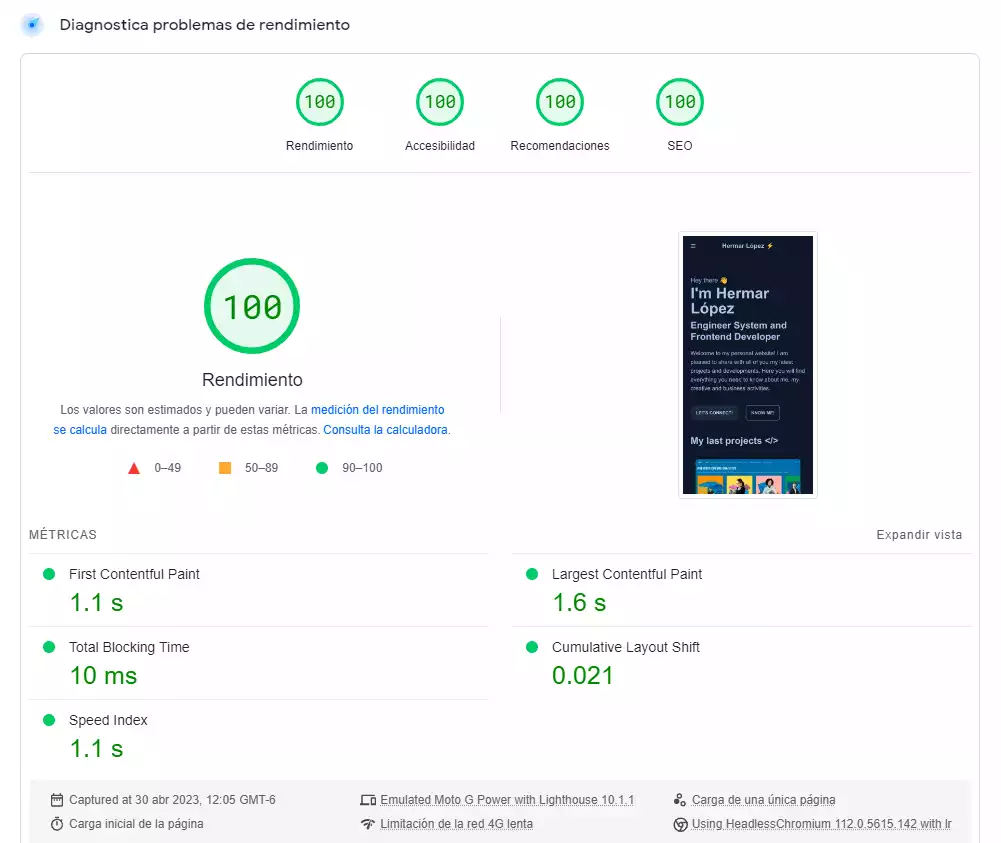 Diagnostica problemas de rendimiento
100 100 100 100
Rendimiento Accesibilidad Recomendaciones SEO
100
Rendimiento
Los valores son estimados y pueden variar. La medición del rendimiento
se calcula directamente a partir de estas métricas. Consulta la calculadora.
0–49 50–89 90–100
Hermar López ⚡
Hey there 👋
I'm Hermar
López
Engineer System and
Frontend Developer
Welcome to my personal website! I am
pleased to share with all of you my latest
projects and developments. Here you will find
everything you need to know about me, my
creative and business activities.
LET'S CONNECT! KNOW ME!
My last projects </>
MÉTRICAS Expandir vista
First Contentful Paint
1.1 s
Largest Contentful Paint
1.6 s
Total Blocking Time
10 ms
Cumulative Layout Shift
0.021
Speed Index
1.1 s
Captured at 30 abr 2023, 12:05 GMT-6
Emulated Moto G Power with Lighthouse 10.1.1
Carga de una única página
Carga inicial de la página
Limitación de la red 4G lenta
Using HeadlessChromium 112.0.5615.142 with lr